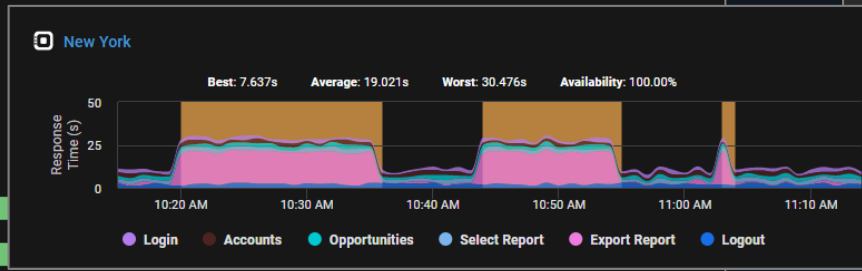 New York
Best: 7.637s Average: 19.021s Worst: 30.476s Availability: 100.00%
Response
Time (s)
50
25
0
10:20 AM 10:30 AM 10:40 AM 10:50 AM 11:00 AM 11:10 AM
Login Accounts Opportunities Select Report Export Report Logout